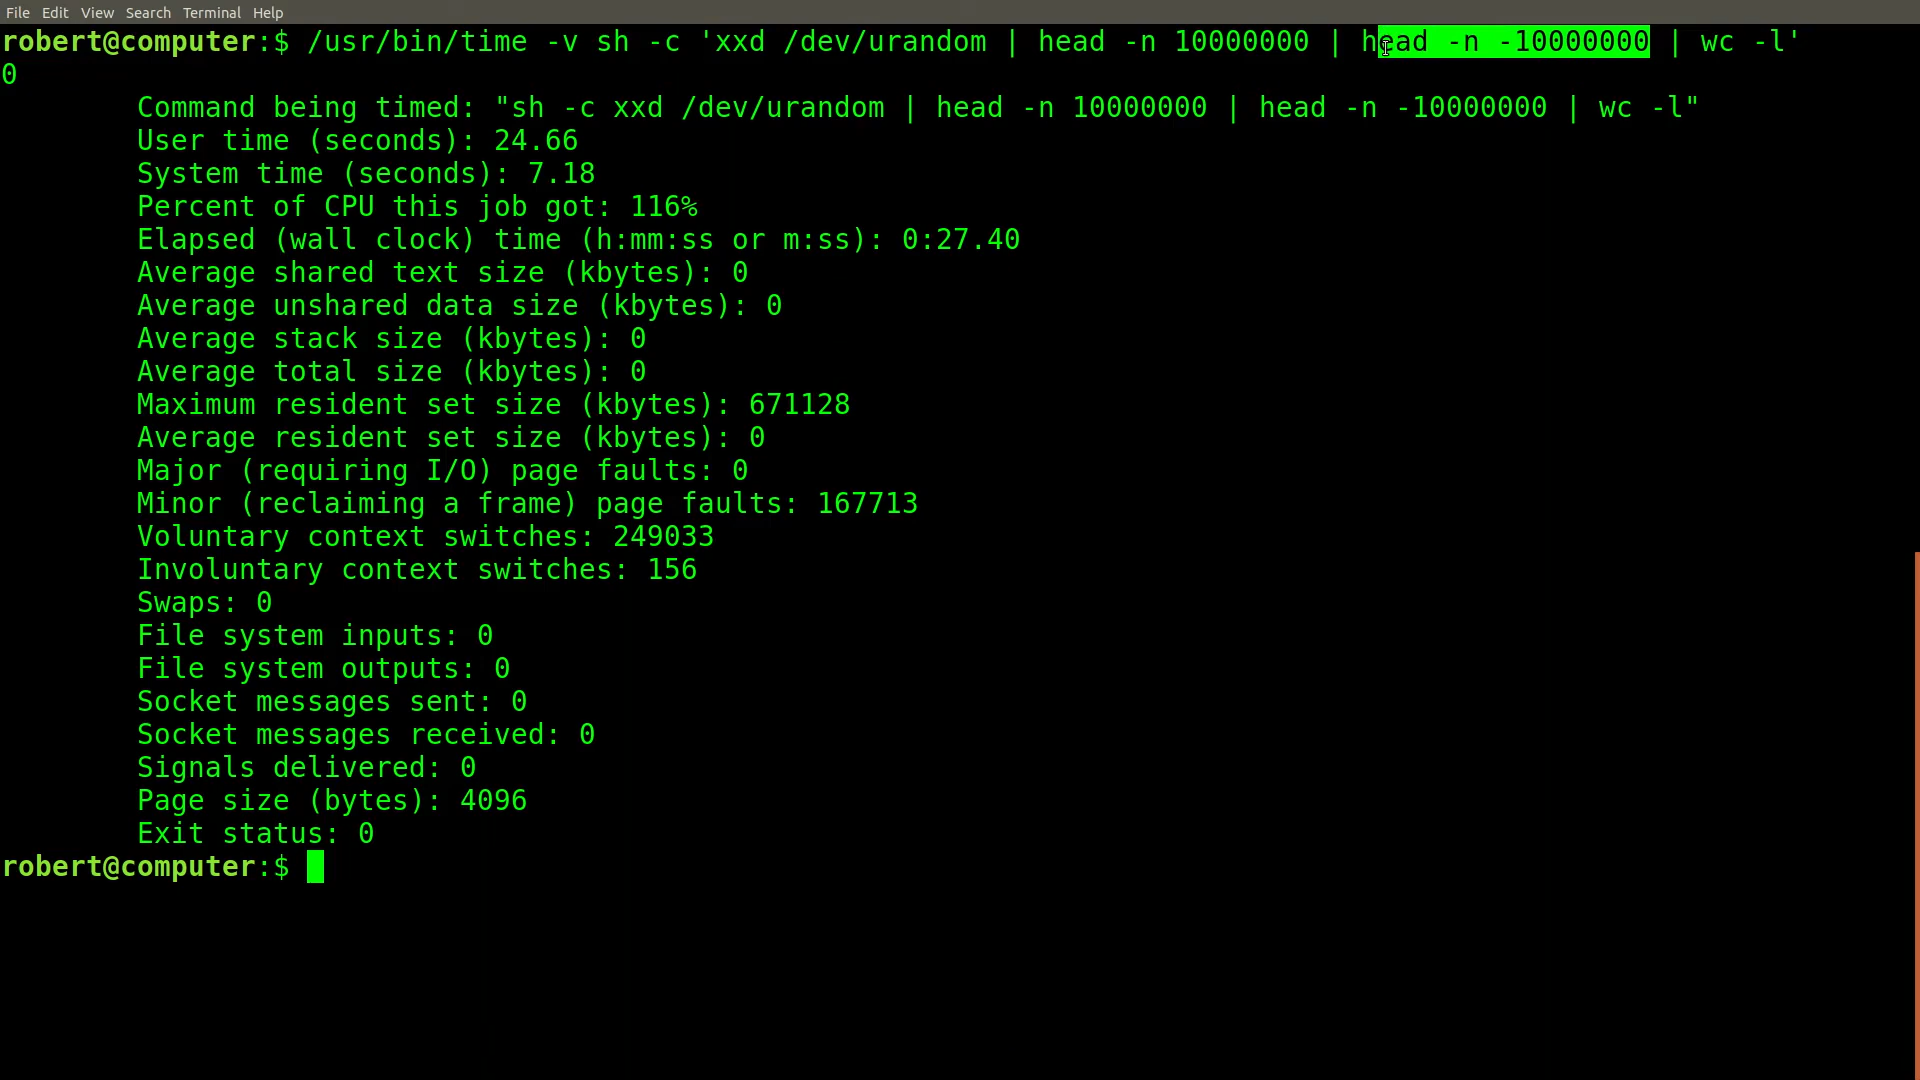 File Edit View Search Terminal Help
robert@computer:$ /usr/bin/time -v sh -c 'xxd /dev/urandom | head -n 10000000 | head -n -10000000 | wc -l'
0
Command being timed: "sh -c xxd /dev/urandom | head -n 10000000 | head -n -10000000 | wc -l"
User time (seconds): 24.66
System time (seconds): 7.18
Percent of CPU this job got: 116%
Elapsed (wall clock) time (h:mm:ss or m:ss): 0:27.40
Average shared text size (kbytes): 0
Average unshared data size (kbytes): 0
Average stack size (kbytes): 0
Average total size (kbytes): 0
Maximum resident set size (kbytes): 671128
Average resident set size (kbytes): 0
Major (requiring I/O) page faults: 0
Minor (reclaiming a frame) page faults: 167713
Voluntary context switches: 249033
Involuntary context switches: 156
Swaps: 0
File system inputs: 0
File system outputs: 0
Socket messages sent: 0
Socket messages received: 0
Signals delivered: 0
Page size (bytes): 4096
Exit status: 0
robert@computer:$